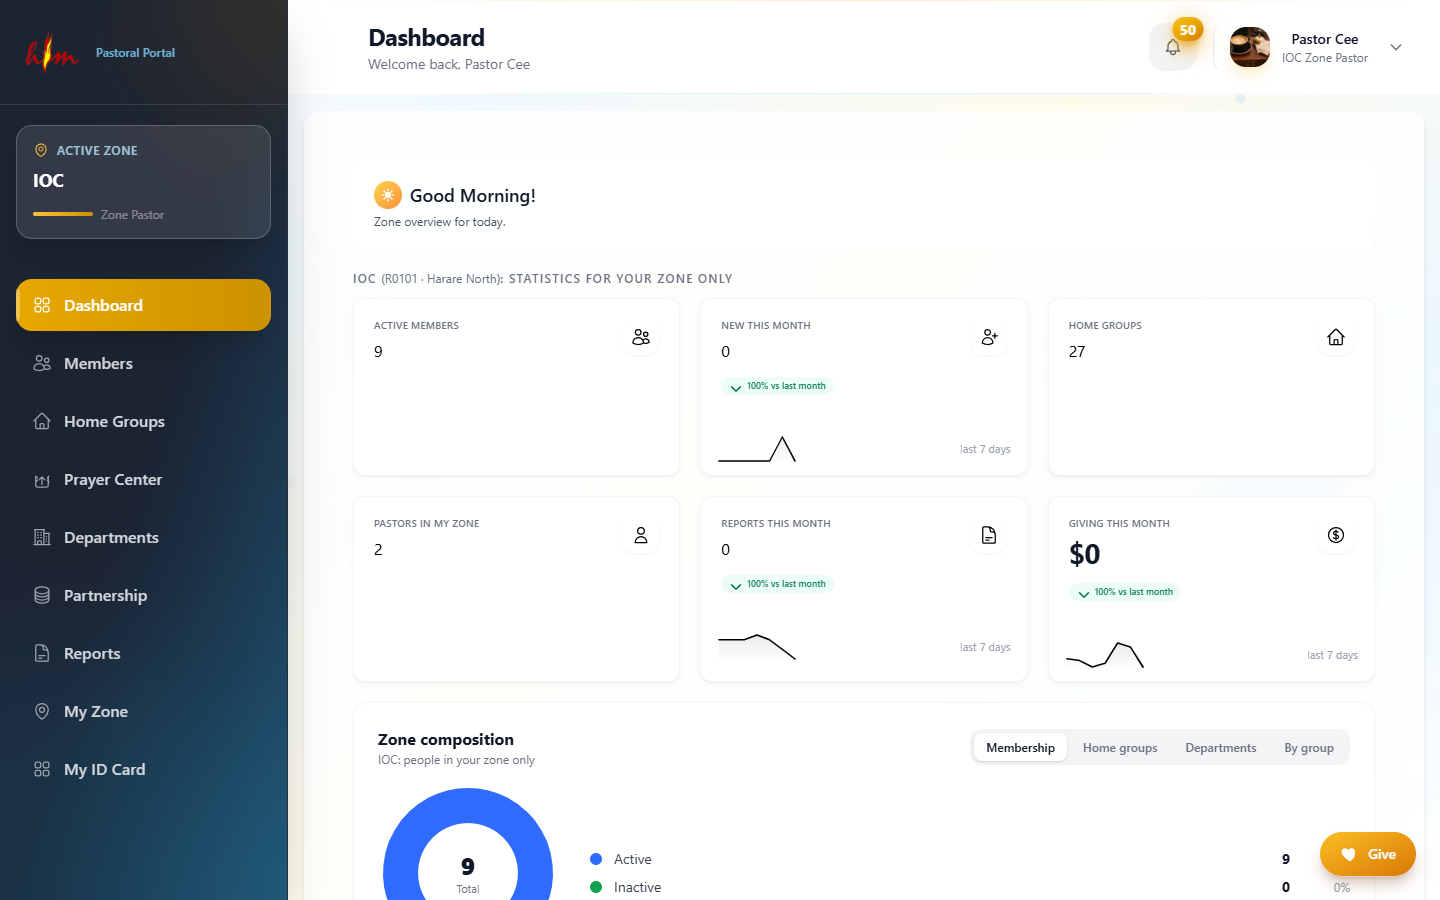 hfm
Pastoral Portal
ACTIVE ZONE
IOC
Zone Pastor
Dashboard
Members
Home Groups
Prayer Center
Departments
Partnership
Reports
My Zone
My ID Card
Dashboard
Welcome back, Pastor Cee
50
Pastor Cee
IOC Zone Pastor
Good Morning!
Zone overview for today.
IOC (R0101 · Harare North): STATISTICS FOR YOUR ZONE ONLY
ACTIVE MEMBERS
9
NEW THIS MONTH
0
100% vs last month
last 7 days
HOME GROUPS
27
PASTORS IN MY ZONE
2
REPORTS THIS MONTH
0
100% vs last month
last 7 days
GIVING THIS MONTH
$0
100% vs last month
last 7 days
Zone composition
IOC: people in your zone only
Membership
Home groups
Departments
By group
9
Total
Active
9
Inactive
0
0%
Give